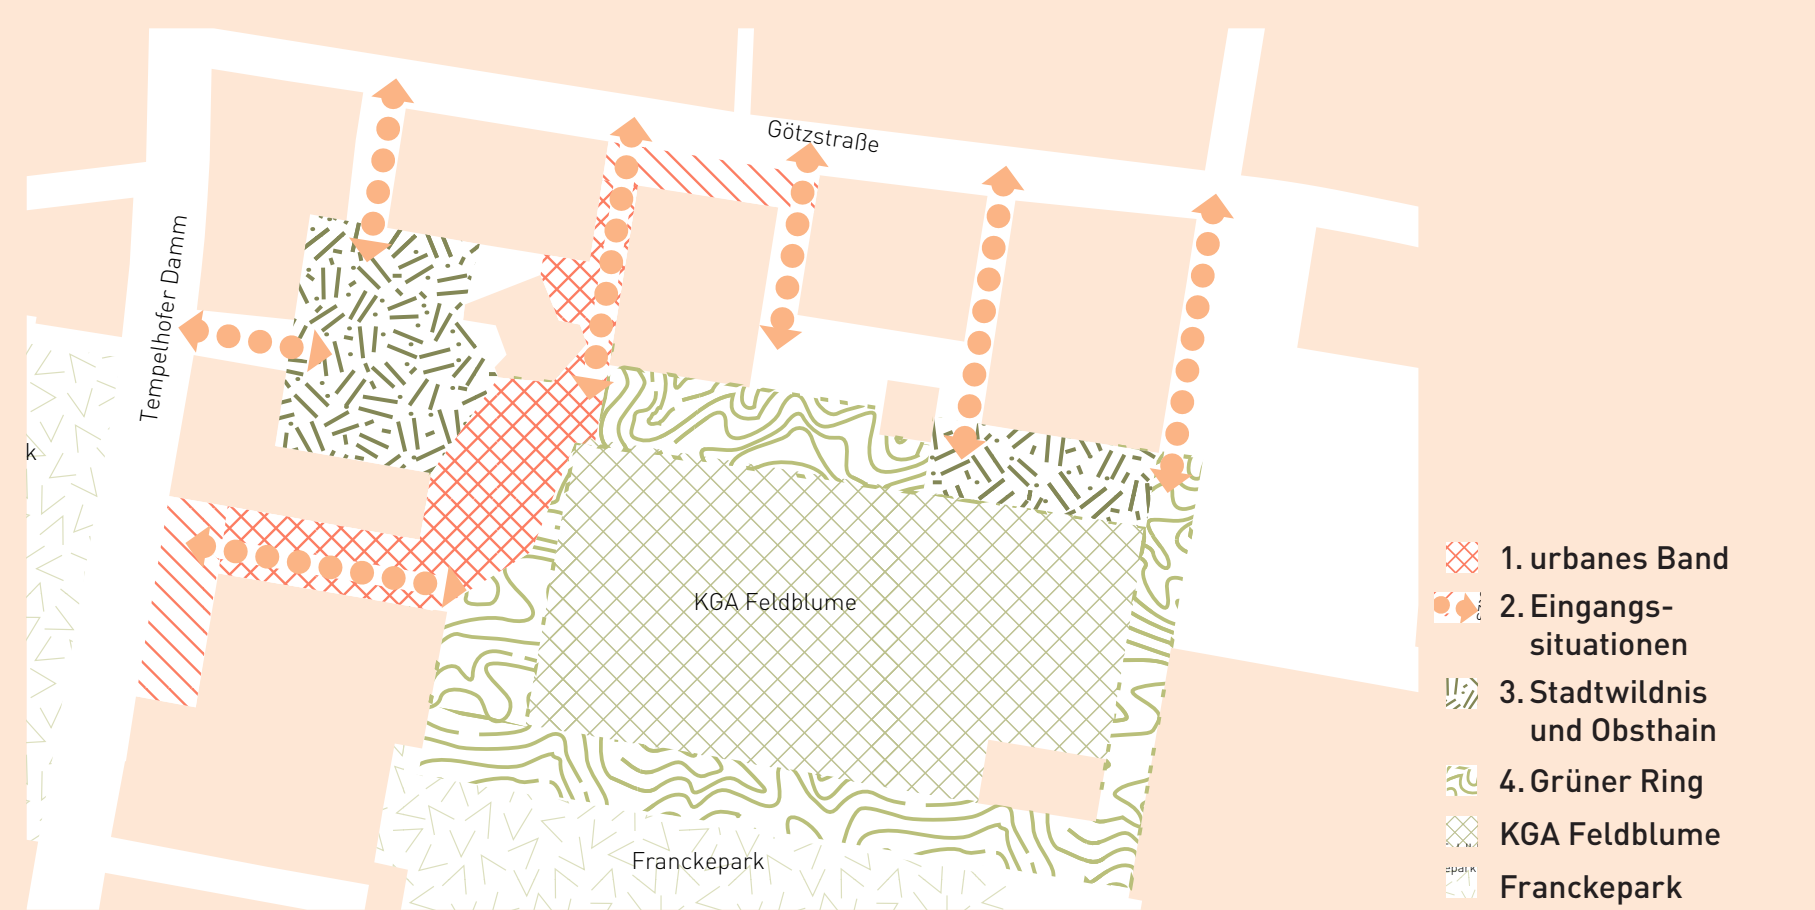 Götzstraße
Tempelhofer Damm
k
KGA Feldblume
Franckepark
1. urbanes Band
2. Eingangs-
situationen
3. Stadtwildnis
und Obsthain
4. Grüner Ring
KGA Feldblume
epark
Franckepark